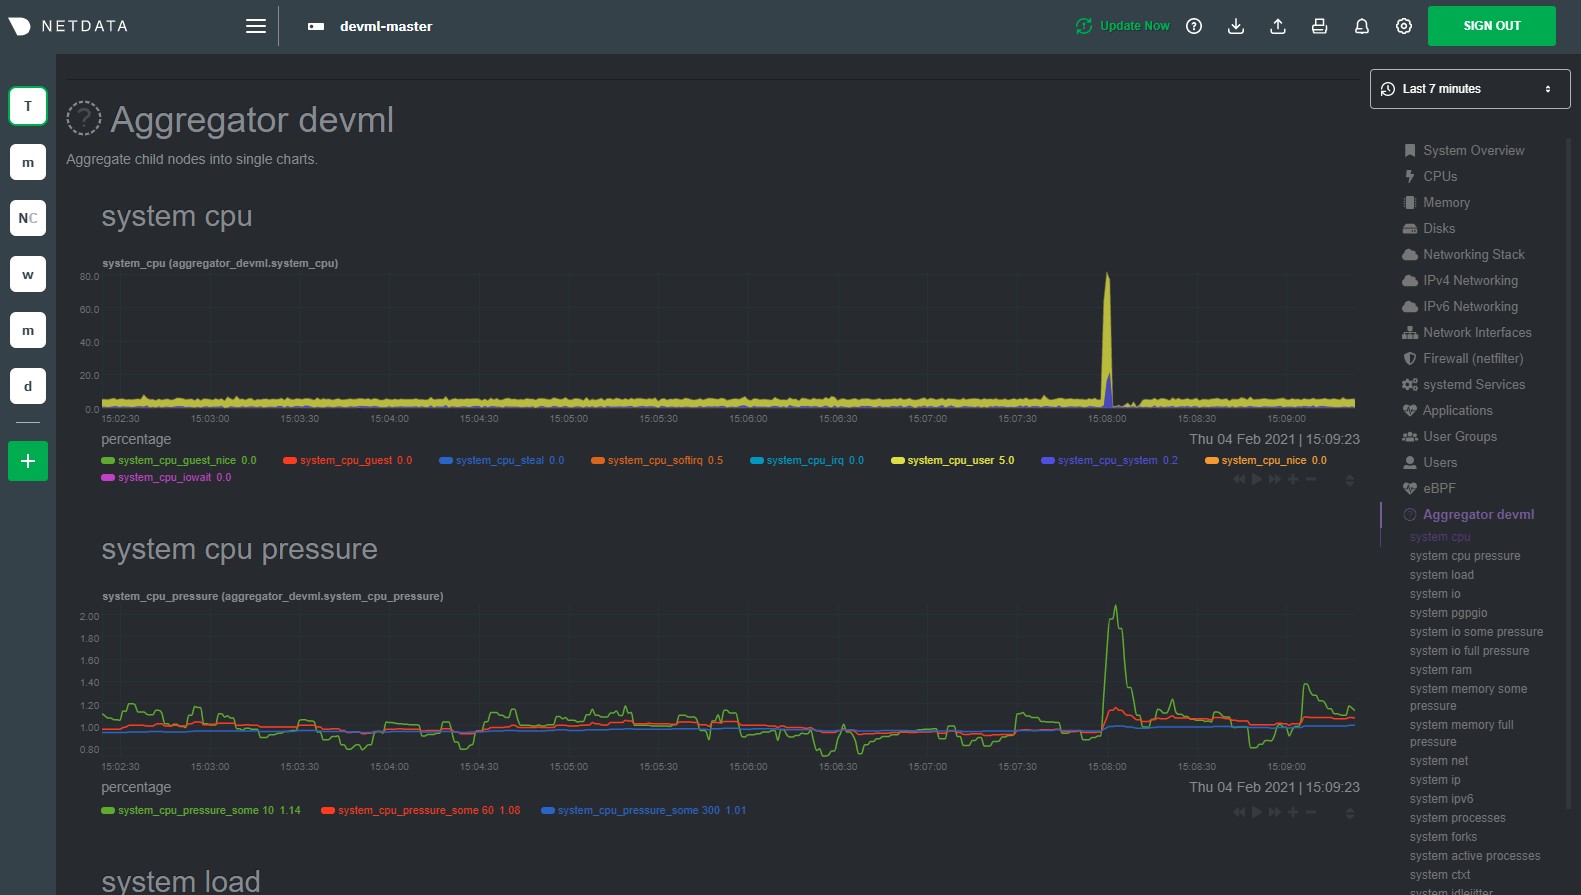 NETDATA
devml-master
Update Now
SIGN OUT
T
m
NC
w
m
d
+
Aggregator devml
Aggregate child nodes into single charts.
system cpu
system_cpu (aggregator_devml.system_cpu)
80.0
60.0
40.0
20.0
0.0
15:02:30 15:03:00 15:03:30 15:04:00 15:04:30 15:05:00 15:05:30 15:06:00 15:06:30 15:07:00 15:07:30 15:08:00 15:08:30 15:09:00
percentage Thu 04 Feb 2021 | 15:09:23
system_cpu_guest_nice 0.0 system_cpu_guest 0.0 system_cpu_steal 0.0 system_cpu_softirq 0.5 system_cpu_irq 0.0 system_cpu_user 5.0 system_cpu_system 0.2 system_cpu_nice 0.0
system_cpu_iowait 0.0
system cpu pressure
system_cpu_pressure (aggregator_devml.system_cpu_pressure)
2.00
1.80
1.60
1.40
1.20
1.00
0.80
15:02:30 15:03:00 15:03:30 15:04:00 15:04:30 15:05:00 15:05:30 15:06:00 15:06:30 15:07:00 15:07:30 15:08:00 15:08:30 15:09:00
percentage Thu 04 Feb 2021 | 15:09:23
system_cpu_pressure_some 10 1.14 system_cpu_pressure_some 60 1.08 system_cpu_pressure_some 300 1.01
system load
Last 7 minutes
System Overview
CPUs
Memory
Disks
Networking Stack
IPv4 Networking
IPv6 Networking
Network Interfaces
Firewall (netfilter)
systemd Services
Applications
User Groups
Users
eBPF
Aggregator devml
system cpu
system cpu pressure
system load
system io
system pgpgio
system io some pressure
system io full pressure
system ram
system memory some
pressure
system memory full
pressure
system net
system ip
system ipv6
system processes
system forks
system active processes
system ctxt
system idlejitter